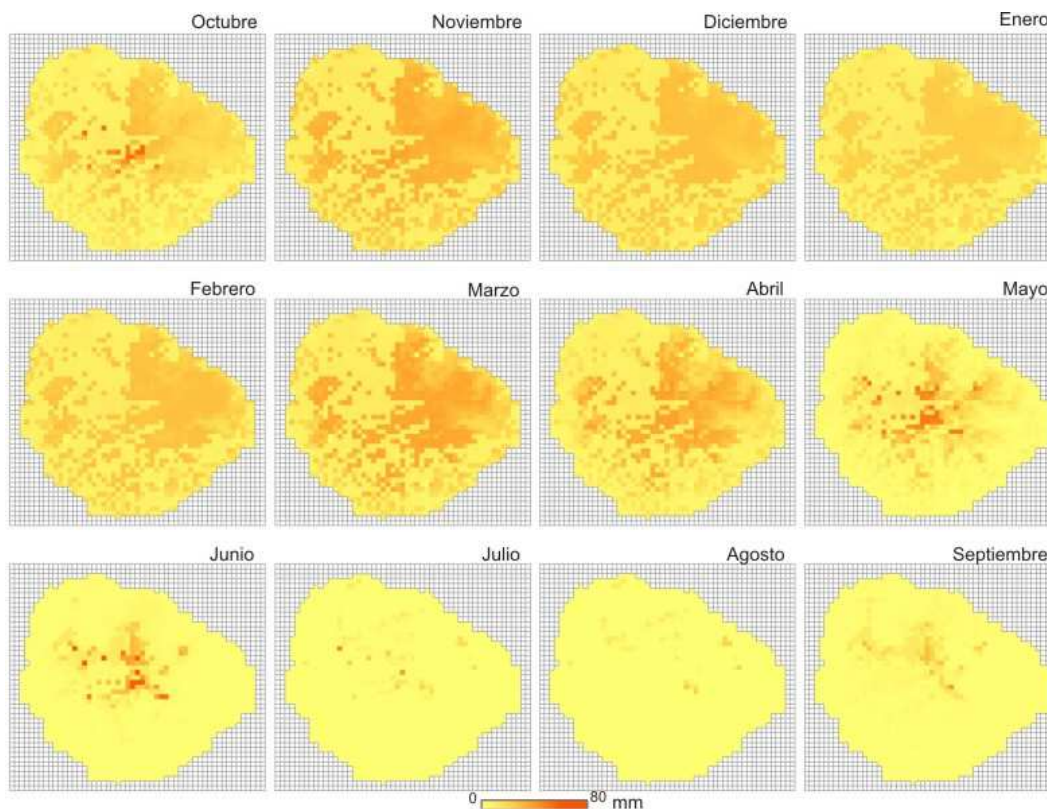 Octubre
Noviembre
Diciembre
Enero
Febrero
Marzo
Abril
Mayo
Junio
Julio
Agosto
Septiembre
0 80 mm